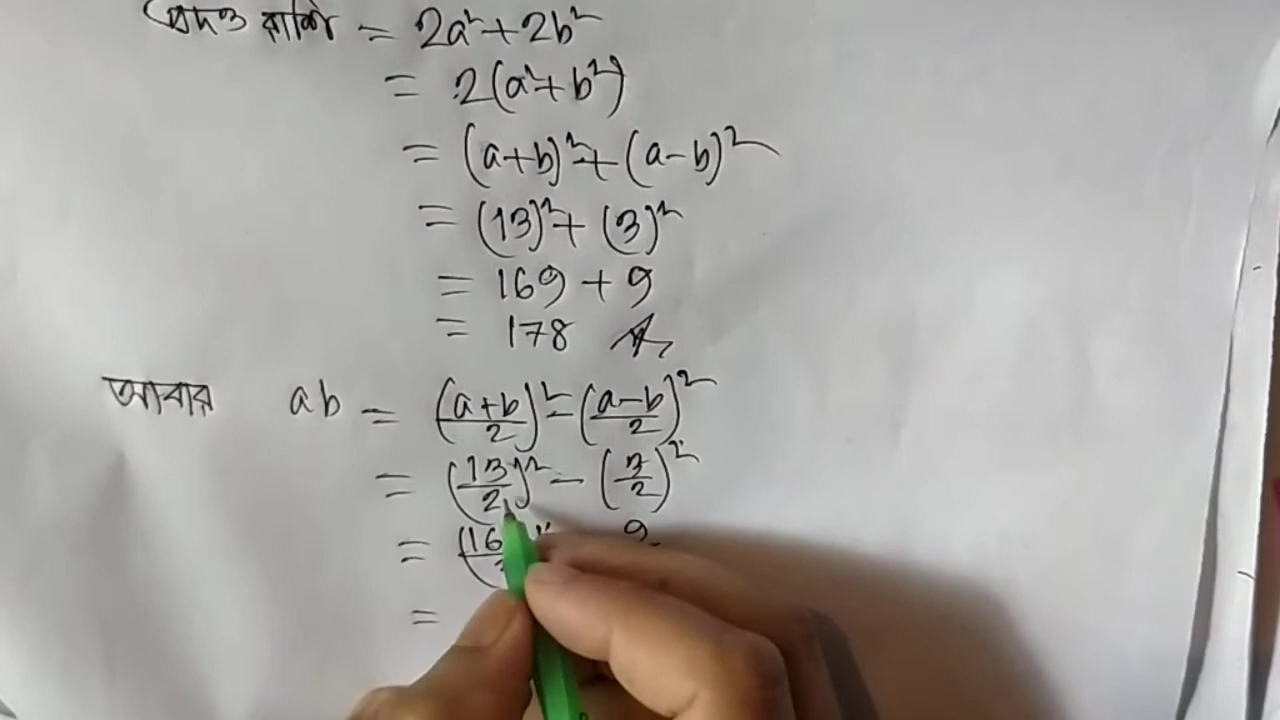 প্রদত্ত রাশি = 2a² + 2b²
= 2(a² + b²)
= (a+b)² + (a-b)²
= (13)² + (3)²
= 169 + 9
= 178
আবার ab = ((a+b)/2)² - ((a-b)/2)²
= (13/2)² - (3/2)²
=
=